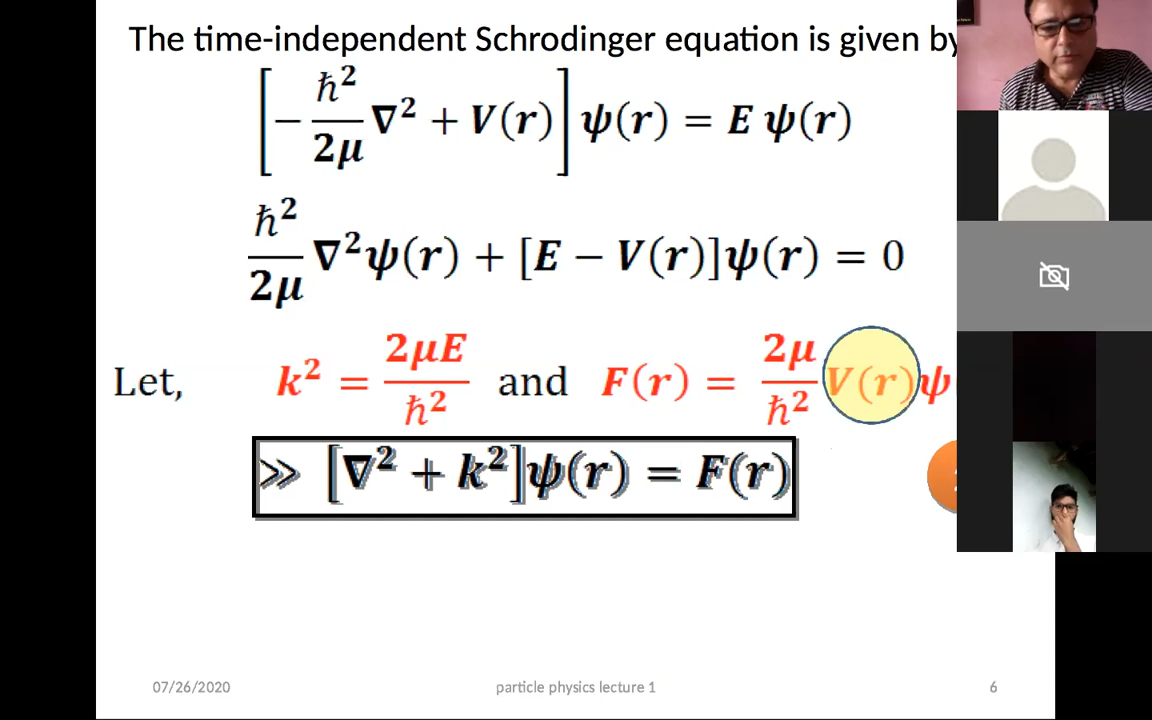 The time-independent Schrodinger equation is given by
[-ħ²/2μ ∇² + V(r)] ψ(r) = E ψ(r)
ħ²/2μ ∇²ψ(r) + [E − V(r)]ψ(r) = 0
Let, k² = 2μE/ħ² and F(r) = 2μ/ħ² V(r)ψ
≫ [∇² + k²]ψ(r) = F(r)
07/26/2020 particle physics lecture 1 6